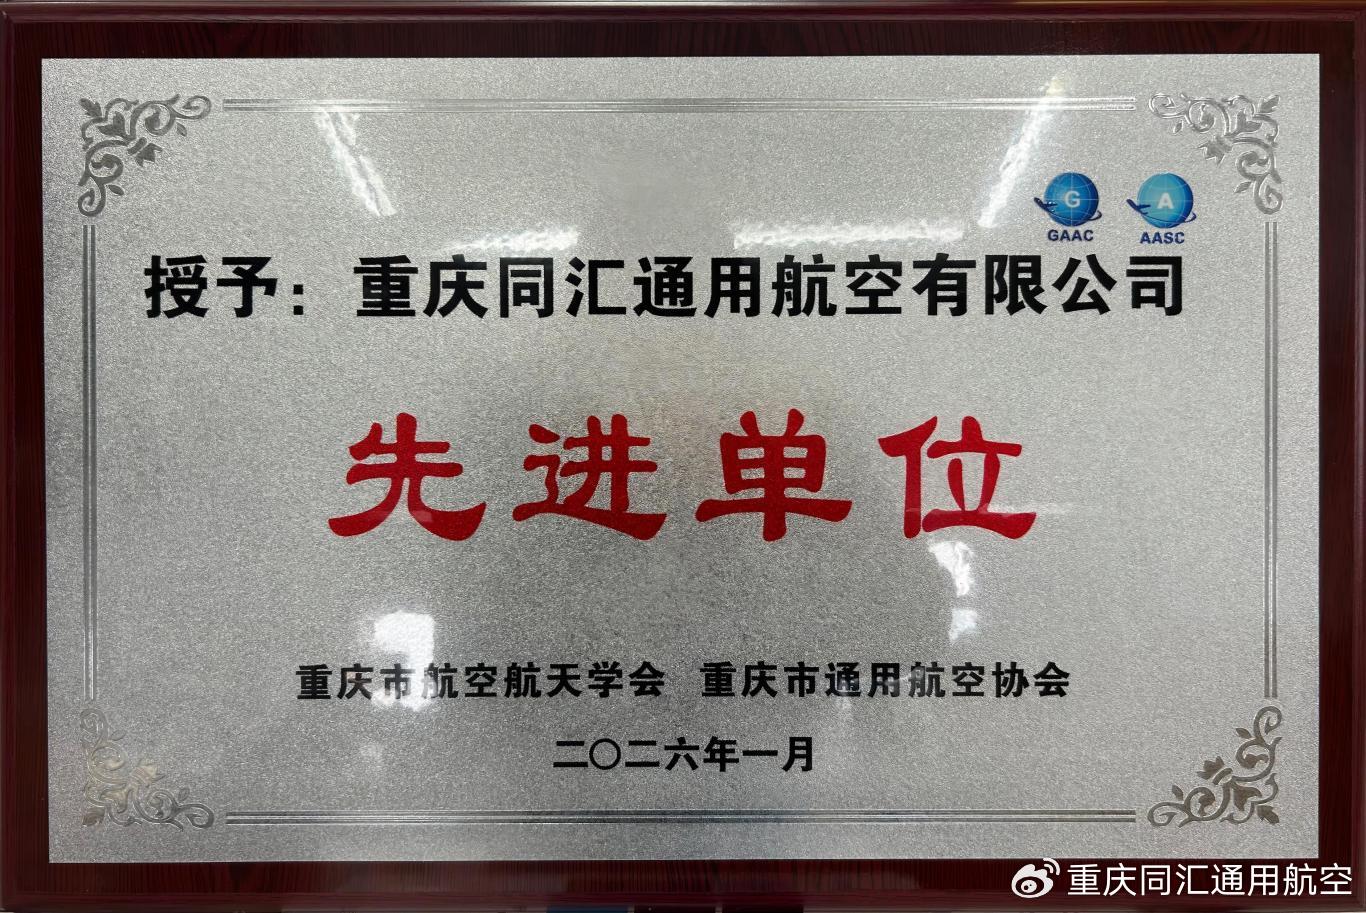 G A
GAAC AASC
授予：重庆同汇通用航空有限公司
先进单位
重庆市航空航天学会 重庆市通用航空协会
二〇二六年一月
重庆同汇通用航空